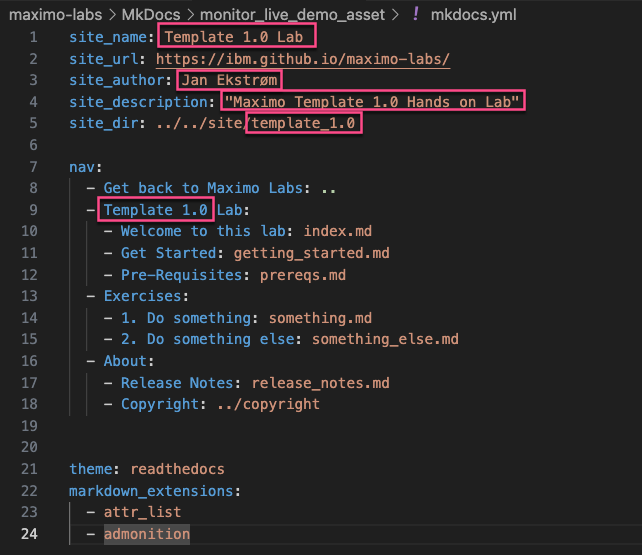 maximo-labs > MkDocs > monitor_live_demo_asset > ! mkdocs.yml
1 site_name: Template 1.0 Lab
2 site_url: https://ibm.github.io/maximo-labs/
3 site_author: Jan Ekstrøm
4 site_description: "Maximo Template 1.0 Hands on Lab"
5 site_dir: ../../site/template_1.0
6
7 nav:
8 - Get back to Maximo Labs: ..
9 - Template 1.0 Lab:
10 - Welcome to this lab: index.md
11 - Get Started: getting_started.md
12 - Pre-Requisites: prereqs.md
13 - Exercises:
14 - 1. Do something: something.md
15 - 2. Do something else: something_else.md
16 - About:
17 - Release Notes: release_notes.md
18 - Copyright: ../copyright
19
20
21 theme: readthedocs
22 markdown_extensions:
23 - attr_list
24 - admonition